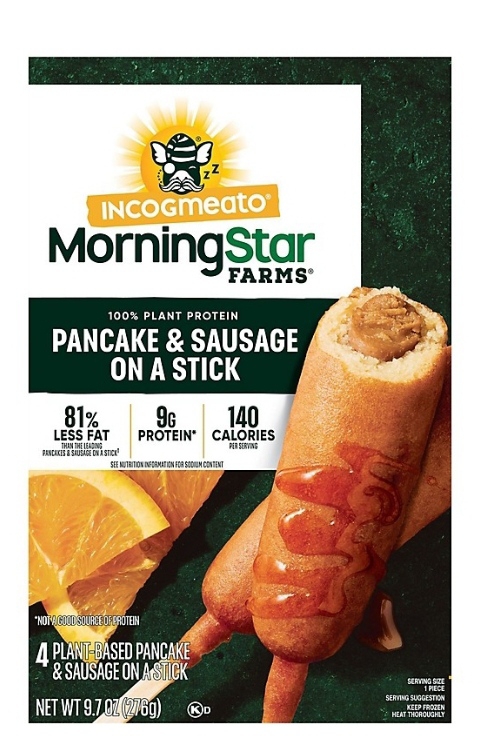 Z Z
INCOGMEATO®
MorningStar
FARMS®
100% PLANT PROTEIN
PANCAKE & SAUSAGE
ON A STICK
81%
LESS FAT
THAN THE LEADING
PANCAKES & SAUSAGE ON A STICK†
9G
PROTEIN*
140
CALORIES
PER SERVING
SEE NUTRITION INFORMATION FOR SODIUM CONTENT
*NOT A GOOD SOURCE OF PROTEIN
4 PLANT-BASED PANCAKE
& SAUSAGE ON A STICK
NET WT 9.7 OZ (276g)
K D
SERVING SIZE
1 PIECE
SERVING SUGGESTION
KEEP FROZEN
HEAT THOROUGHLY